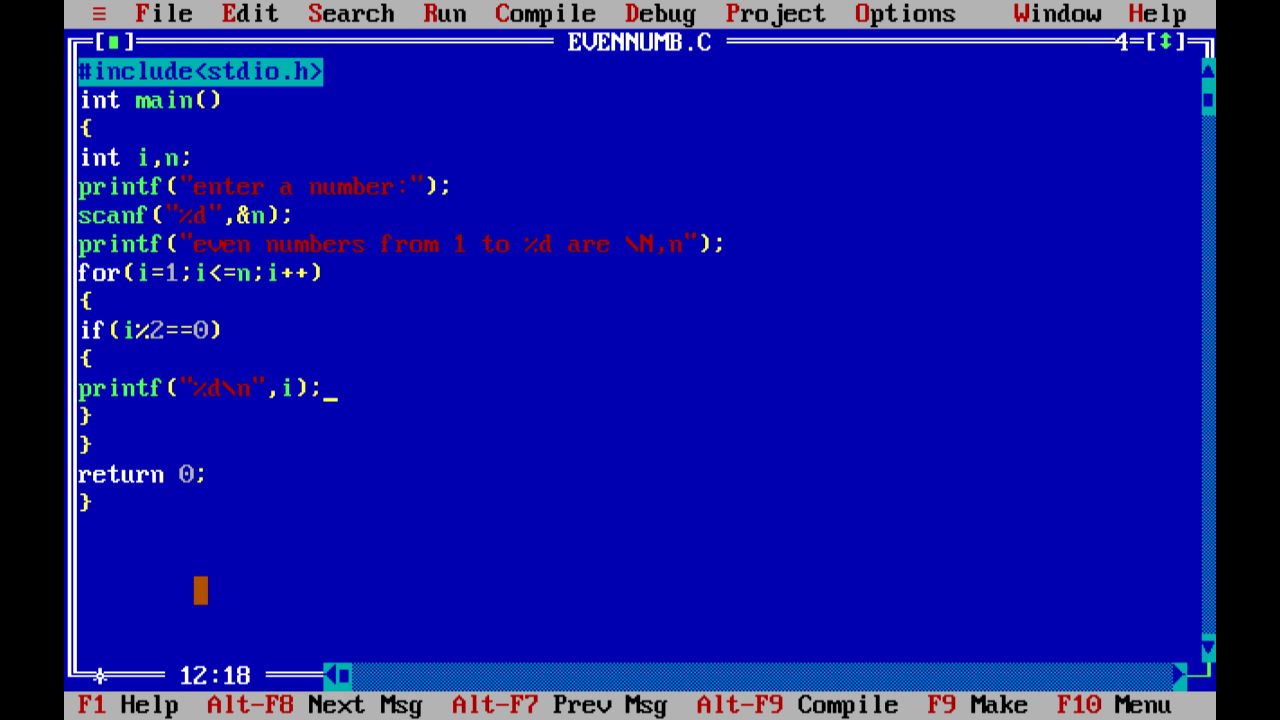 ≡ File Edit Search Run Compile Debug Project Options Window Help
[■] EVENNUMB.C 4=[↕]
#include<stdio.h>
int main()
{
int i,n;
printf("enter a number:");
scanf("%d",&n);
printf("even numbers from 1 to %d are \N,n");
for(i=1;i<=n;i++)
{
if(i%2==0)
{
printf("%d\n",i);_
}
}
return 0;
}
12:18
F1 Help Alt-F8 Next Msg Alt-F7 Prev Msg Alt-F9 Compile F9 Make F10 Menu